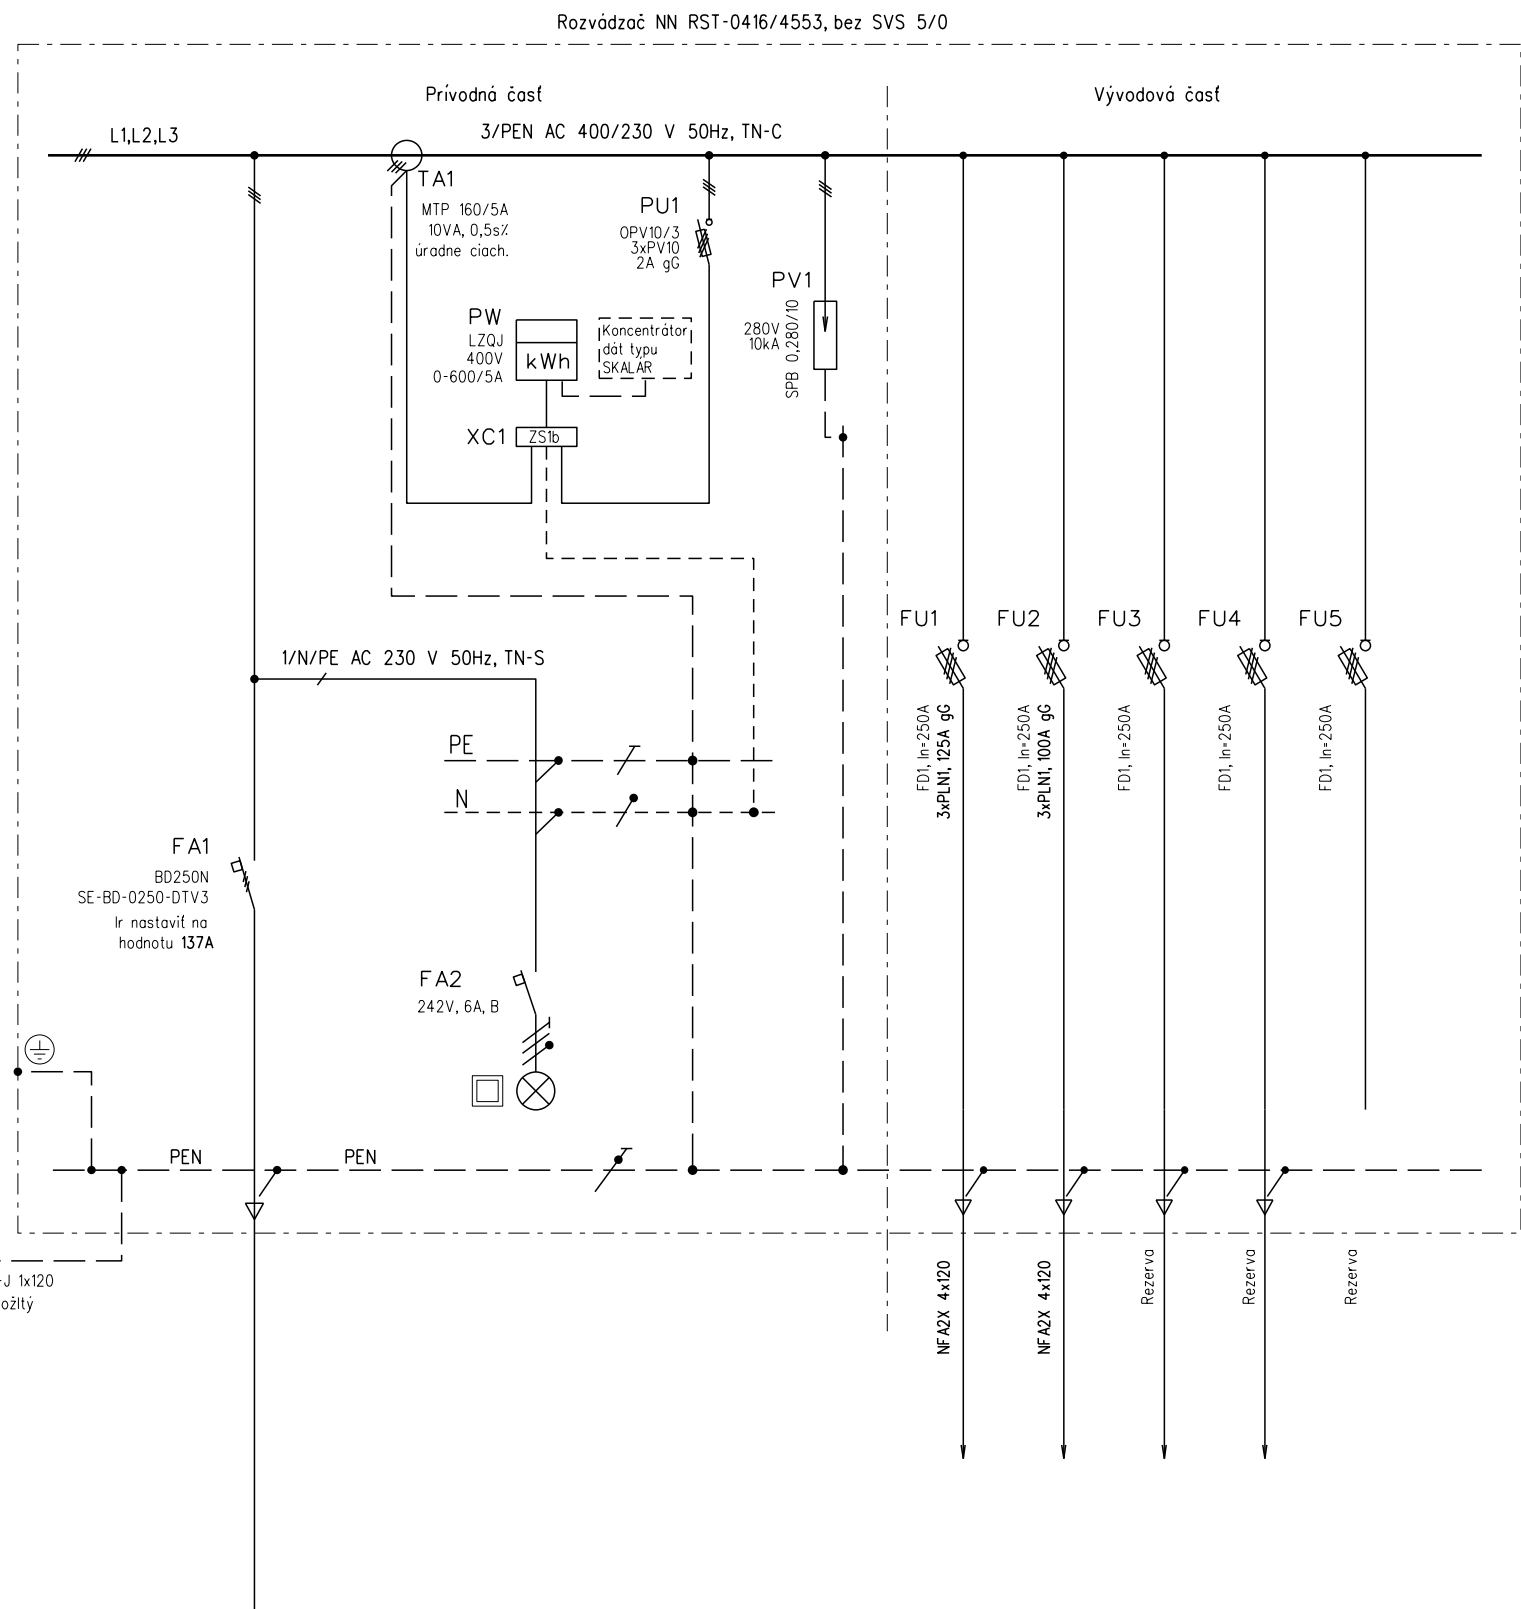 Rozvádzač NN RST-0416/4553, bez SVS 5/0
Prívodná časť
Vývodová časť
L1,L2,L3
3/PEN AC 400/230 V 50Hz, TN-C
TA1
MTP 160/5A
10VA, 0,5s%
úradne ciach.
PU1
OPV10/3
3xPV10
2A gG
PV1
280V
10kA
SPB 0,280/10
PW
LZQJ
400V
0-600/5A
kWh
Koncentrátor
dát typu
SKALAR
XC1
ZS1b
FU1
FU2
FU3
FU4
FU5
FD1, In=250A
3xPLN1, 125A gG
FD1, In=250A
3xPLN1, 100A gG
FD1, In=250A
FD1, In=250A
FD1, In=250A
1/N/PE AC 230 V 50Hz, TN-S
PE
N
FA1
BD250N
SE-BD-0250-DTV3
Ir nastaviť na
hodnotu 137A
FA2
242V, 6A, B
PEN
PEN
-J 1x120
ožltý
NFA2X 4x120
NFA2X 4x120
Rezerva
Rezerva
Rezerva